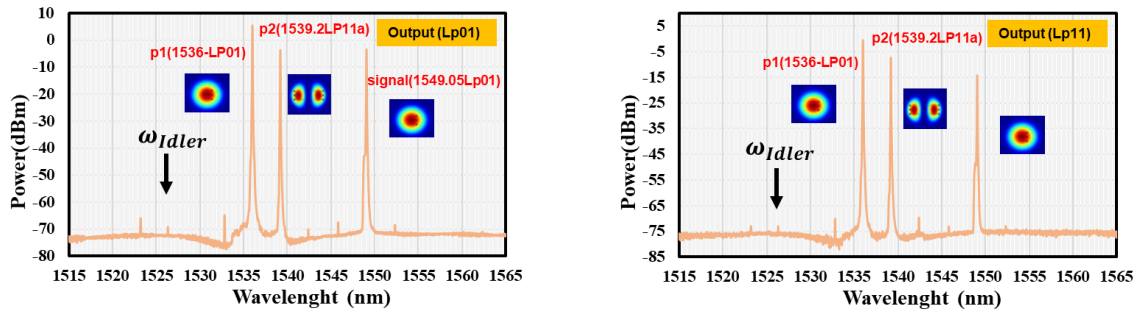 10
p2(1539.2LP11a)
Output (Lp01)
0
p1(1536-LP01)
-10
signal(1549.05Lp01)
-20
-30
-40
ωIdler
-50
-60
-70
-80
Power(dBm)
1515 1520 1525 1530 1535 1540 1545 1550 1555 1560 1565
Wavelenght (nm)
5
p2(1539.2LP11a)
Output (Lp11)
-5
p1(1536-LP01)
-15
-25
-35
-45
ωIdler
-55
-65
-75
-85
Power(dBm)
1515 1520 1525 1530 1535 1540 1545 1550 1555 1560 1565
Wavelenght (nm)